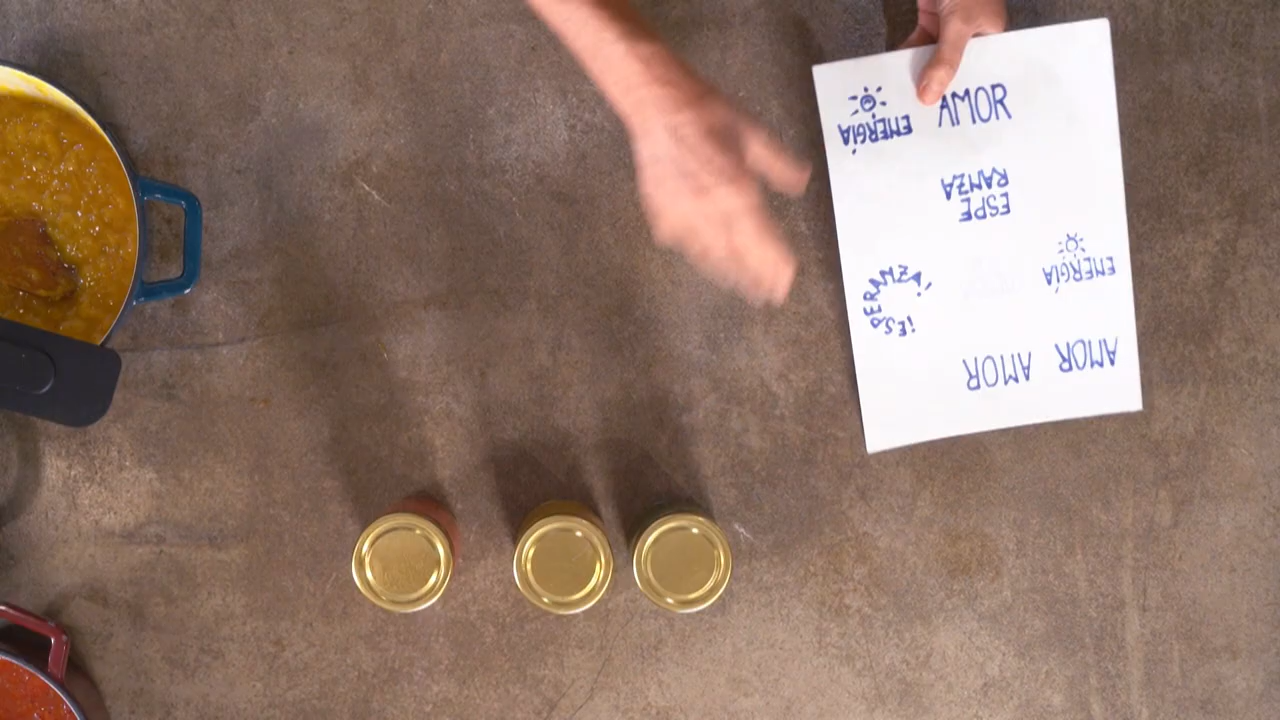 ENERGÍA
AMOR
ESPE
RANZA
¡ESPERANZA!
ENERGÍA
AMOR
AMOR